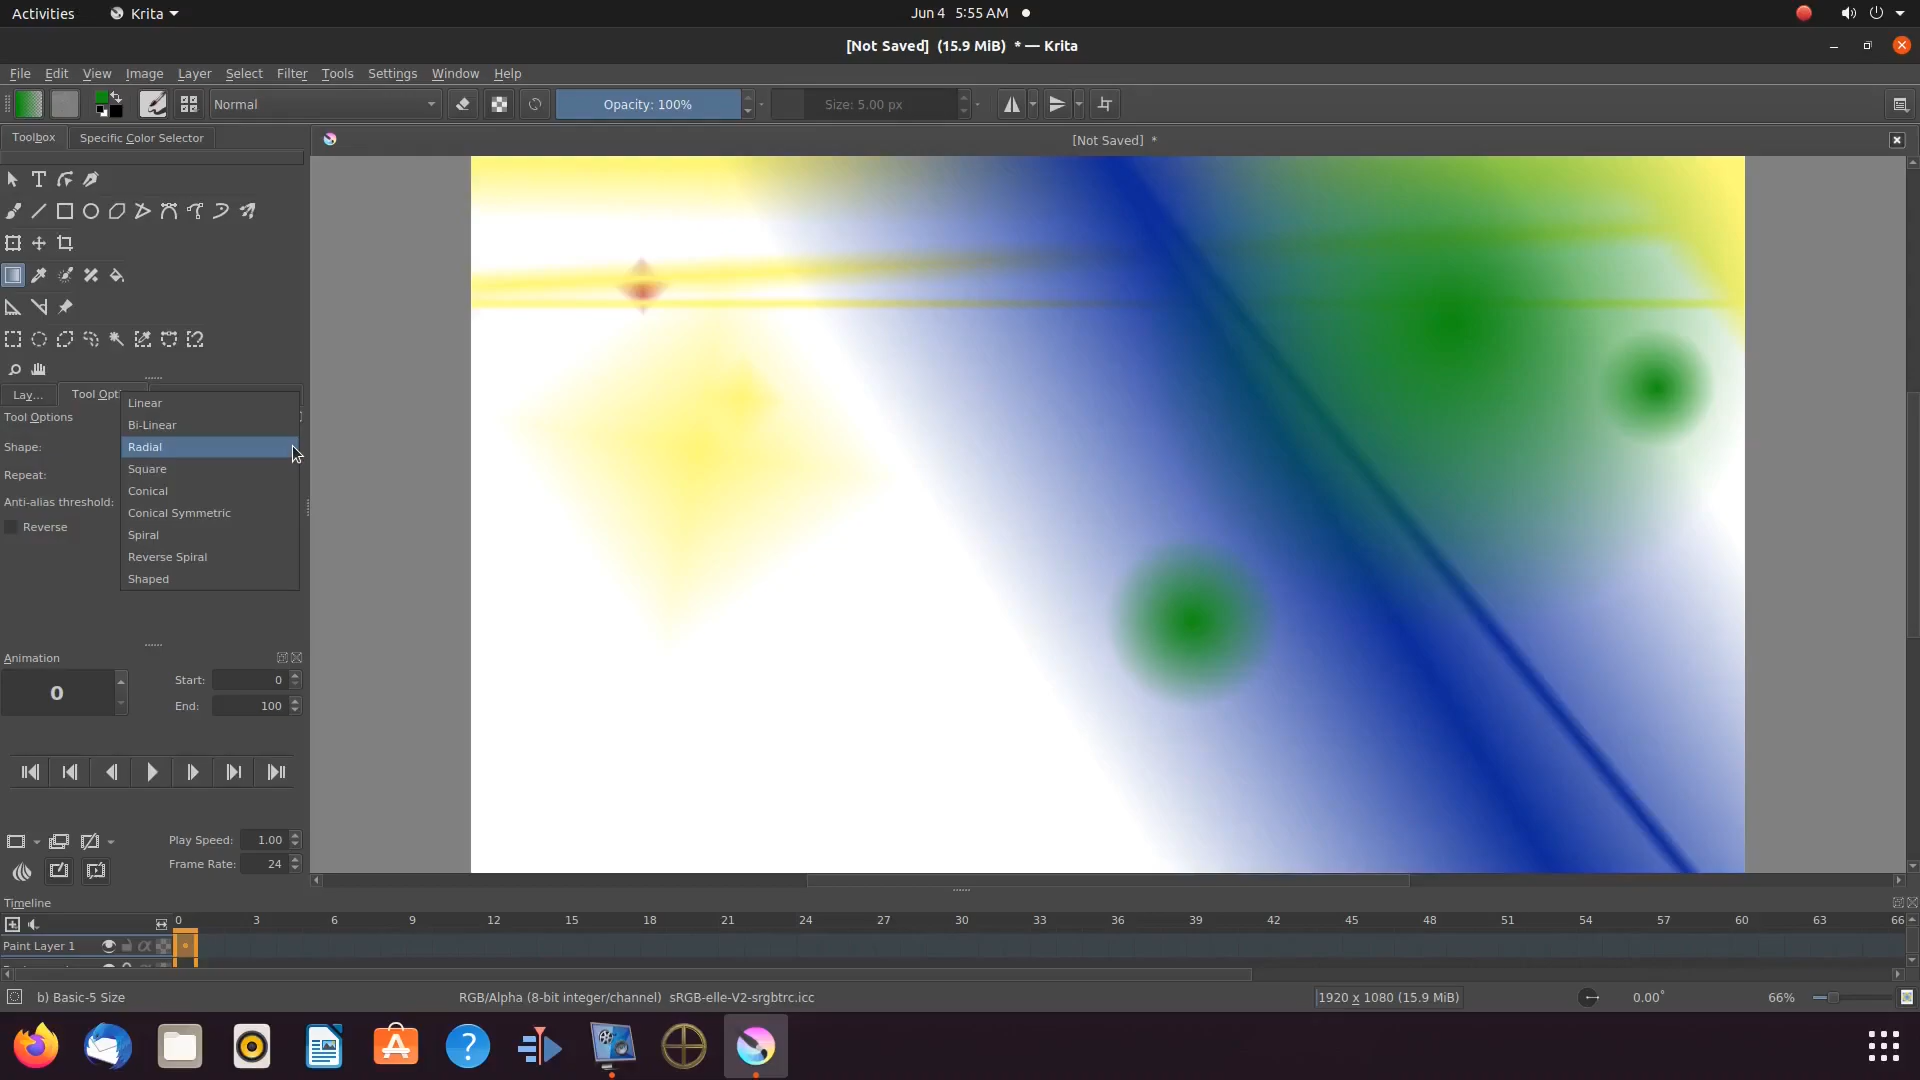 Activities Krita Jun 4 5:55 AM
[Not Saved] (15.9 MiB) * — Krita
File Edit View Image Layer Select Filter Tools Settings Window Help
Normal Opacity: 100% Size: 5.00 px
Toolbox Specific Color Selector [Not Saved] *
Lay... Tool Opt
Tool Options
Shape:
Repeat:
Anti-alias threshold:
Reverse
Linear
Bi-Linear
Radial
Square
Conical
Conical Symmetric
Spiral
Reverse Spiral
Shaped
Animation
0 Start: 0
End: 100
Play Speed: 1.00
Frame Rate: 24
Timeline
0 3 6 9 12 15 18 21 24 27 30 33 36 39 42 45 48 51 54 57 60 63 66
Paint Layer 1
b) Basic-5 Size RGB/Alpha (8-bit integer/channel) sRGB-elle-V2-srgbtrc.icc 1920 x 1080 (15.9 MiB) 0.00° 66%